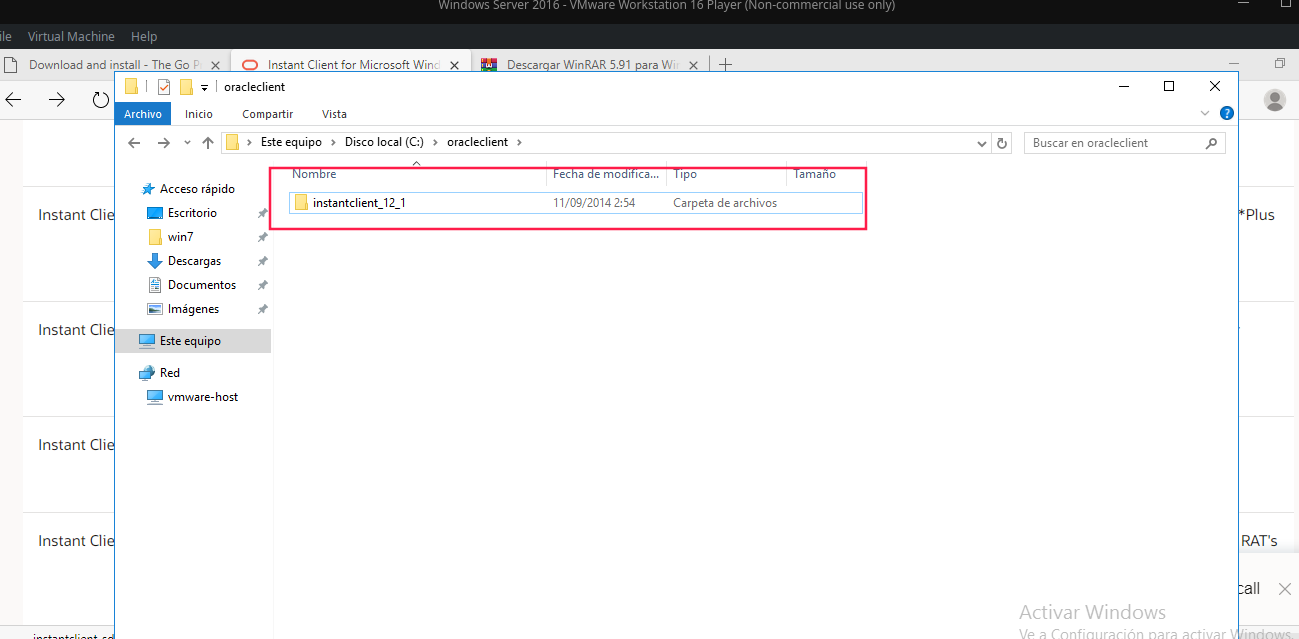 Windows Server 2016 - VMware Workstation 16 Player (Non-commercial use only)
ile Virtual Machine Help
Download and install - The Go P
Instant Client for Microsoft Wind
Descargar WinRAR 5.91 para Wi
oracleclient
Archivo Inicio Compartir Vista
Este equipo Disco local (C:) oracleclient
Buscar en oracleclient
Nombre Fecha de modifica... Tipo Tamaño
instantclient_12_1 11/09/2014 2:54 Carpeta de archivos
Acceso rápido
Escritorio
win7
Descargas
Documentos
Imágenes
Este equipo
Red
vmware-host
Instant Clie
*Plus
Instant Clie
Instant Clie
Instant Clie
RAT's
call
Activar Windows
Ve a Configuración para activar Windows.
instantclient-sd